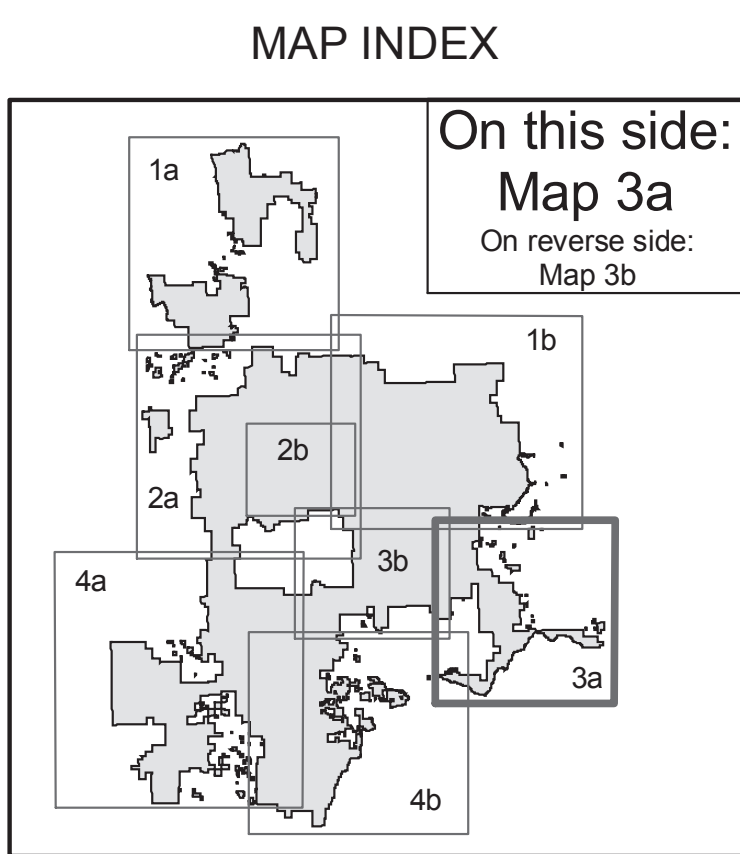 MAP INDEX
On this side:
Map 3a
On reverse side:
Map 3b
1a
1b
2b
2a
3b
4a
3a
4b